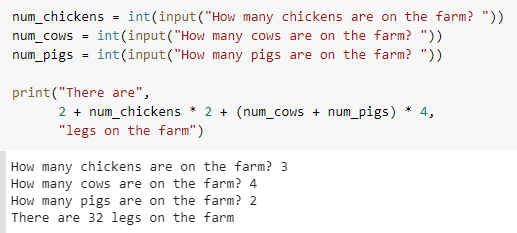 num_chickens = int(input("How many chickens are on the farm? "))
num_cows = int(input("How many cows are on the farm? "))
num_pigs = int(input("How many pigs are on the farm? "))

print("There are",
      2 + num_chickens * 2 + (num_cows + num_pigs) * 4,
      "legs on the farm")
How many chickens are on the farm? 3
How many cows are on the farm? 4
How many pigs are on the farm? 2
There are 32 legs on the farm